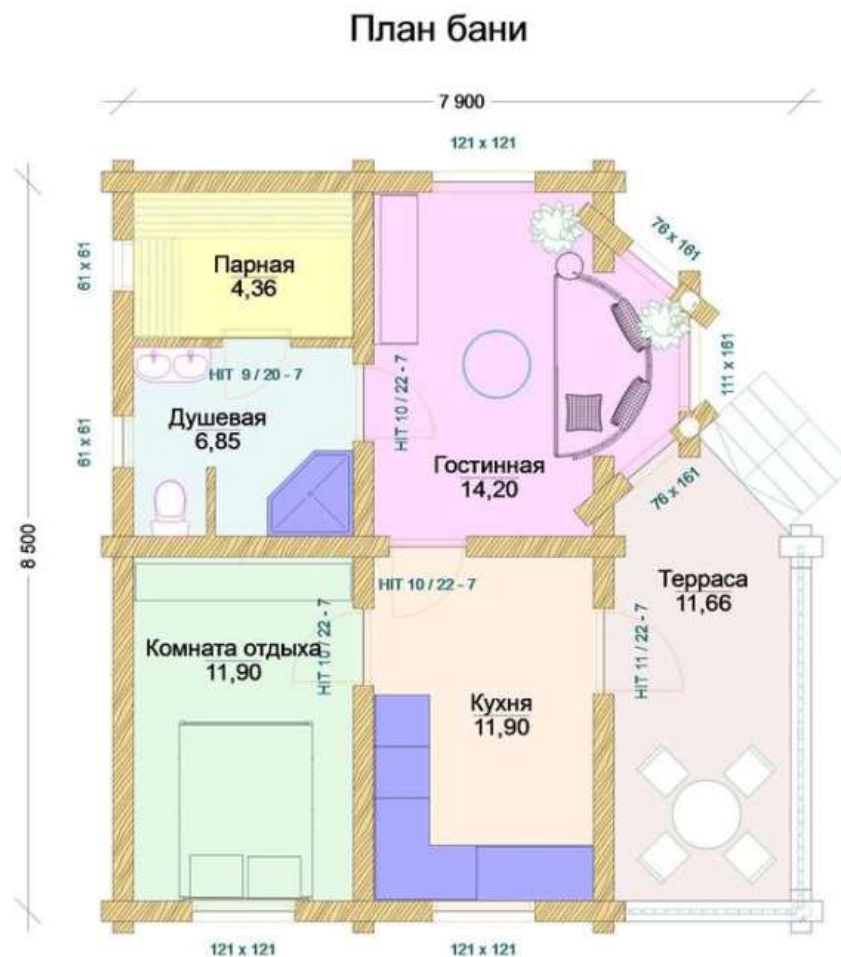 План бани
7 900
121 x 121
76 x 161
61 x 61
Парная
4,36
111 x 161
HIT 9 / 20 - 7
HIT 10 / 22 - 7
Душевая
6,85
61 x 61
Гостинная
14,20
76 x 161
8 500
HIT 10 / 22 - 7
Терраса
11,66
Комната отдыха
11,90
HIT 10 / 22 - 7
HIT 11 / 22 - 7
Кухня
11,90
121 x 121
121 x 121